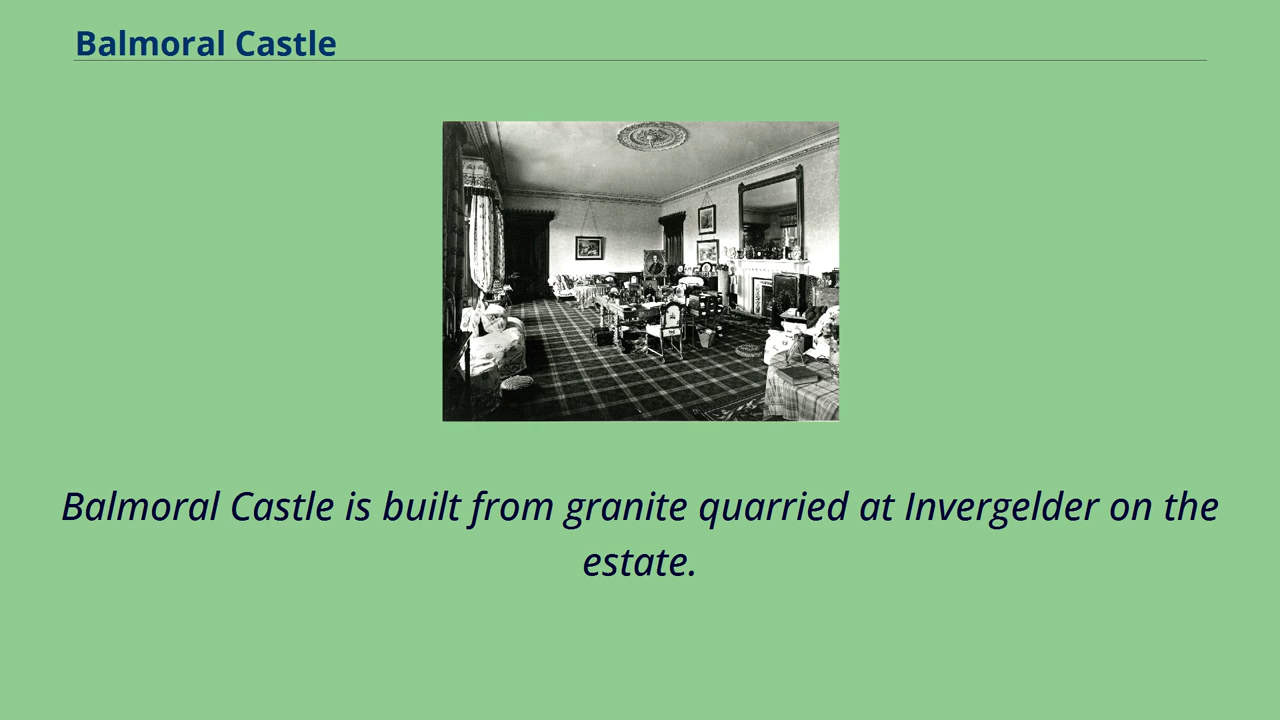 Balmoral Castle
Balmoral Castle is built from granite quarried at Invergelder on the
estate.